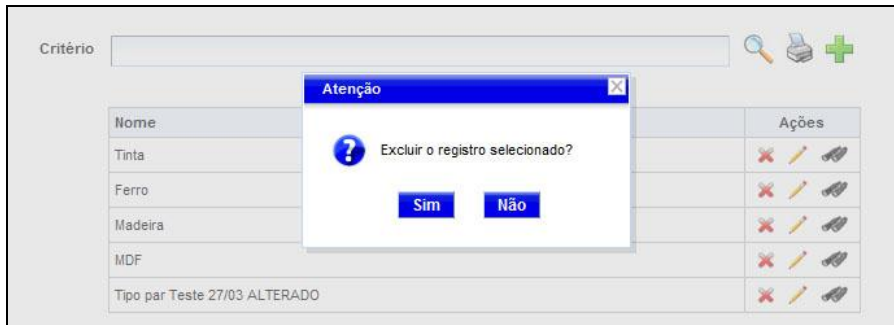 Critério
Atenção
Excluir o registro selecionado?
Sim Não
Nome Ações
Tinta
Ferro
Madeira
MDF
Tipo par Teste 27/03 ALTERADO